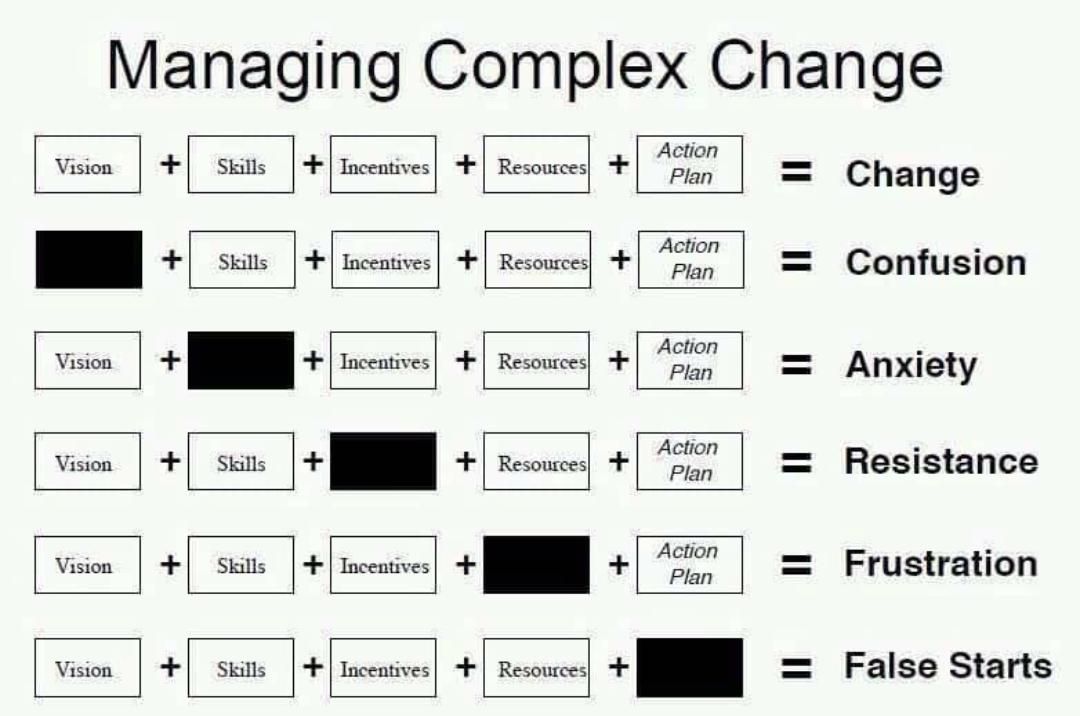 Managing Complex Change
Vision + Skills + Incentives + Resources + Action Plan = Change
+ Skills + Incentives + Resources + Action Plan = Confusion
Vision + + Incentives + Resources + Action Plan = Anxiety
Vision + Skills + + Resources + Action Plan = Resistance
Vision + Skills + Incentives + + Action Plan = Frustration
Vision + Skills + Incentives + Resources + = False Starts